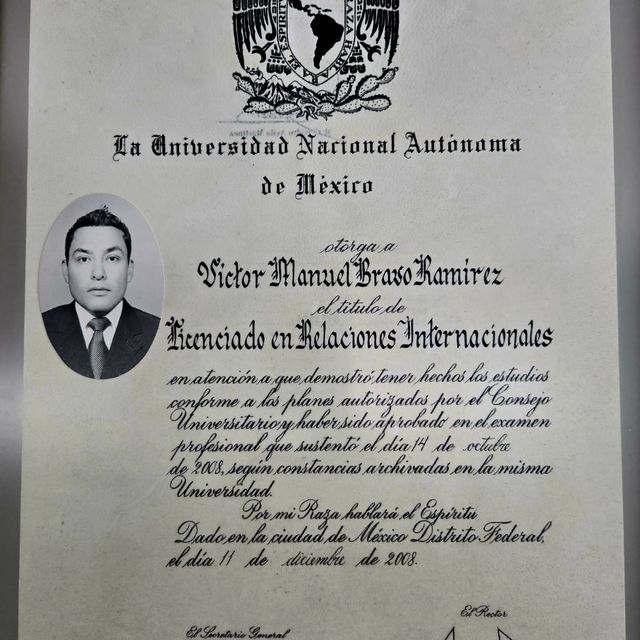 La Universidad Nacional Autónoma
de México
otorga a
Víctor Manuel Bravo Ramírez
el título de
Licenciado en Relaciones Internacionales
en atención a que demostró tener hechos los estudios
conforme a los planes autorizados por el Consejo
Universitario y haber sido aprobado en el examen
profesional que sustentó el día 14 de octubre
de 2008, según constancias archivadas en la misma
Universidad.
Por mi Raza hablará el Espíritu
Dado en la ciudad de México Distrito Federal,
el día 11 de diciembre de 2008.
El Rector
El Secretario General